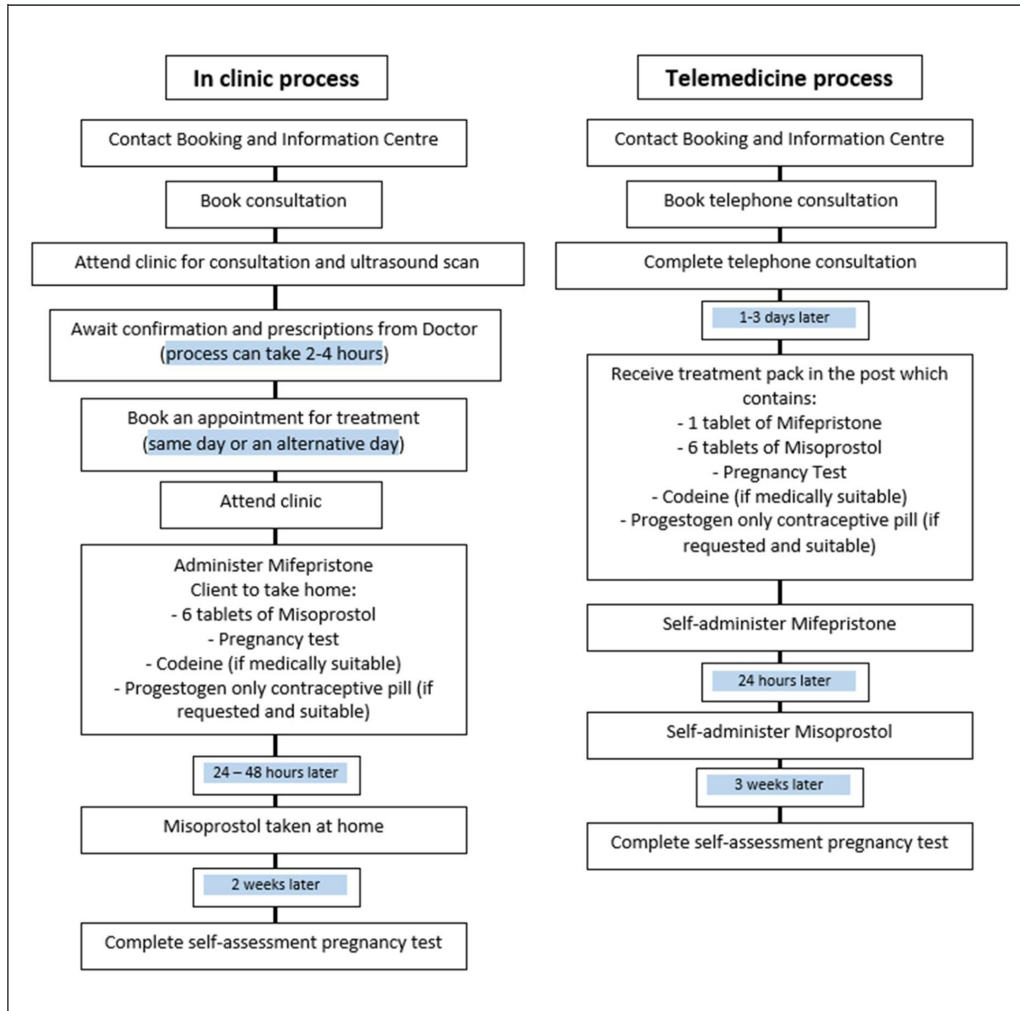 In clinic process
Contact Booking and Information Centre
Book consultation
Attend clinic for consultation and ultrasound scan
Await confirmation and prescriptions from Doctor
(process can take 2-4 hours)
Book an appointment for treatment
(same day or an alternative day)
Attend clinic
Administer Mifepristone
Client to take home:
- 6 tablets of Misoprostol
- Pregnancy test
- Codeine (if medically suitable)
- Progestogen only contraceptive pill (if
requested and suitable)
24 – 48 hours later
Misoprostol taken at home
2 weeks later
Complete self-assessment pregnancy test
Telemedicine process
Contact Booking and Information Centre
Book telephone consultation
Complete telephone consultation
1-3 days later
Receive treatment pack in the post which
contains:
- 1 tablet of Mifepristone
- 6 tablets of Misoprostol
- Pregnancy Test
- Codeine (if medically suitable)
- Progestogen only contraceptive pill (if
requested and suitable)
Self-administer Mifepristone
24 hours later
Self-administer Misoprostol
3 weeks later
Complete self-assessment pregnancy test